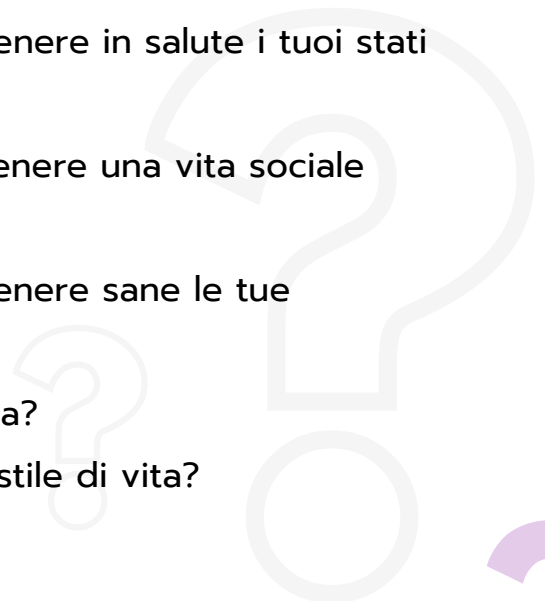 enere in salute i tuoi stati
enere una vita sociale
enere sane le tue
a?
stile di vita?